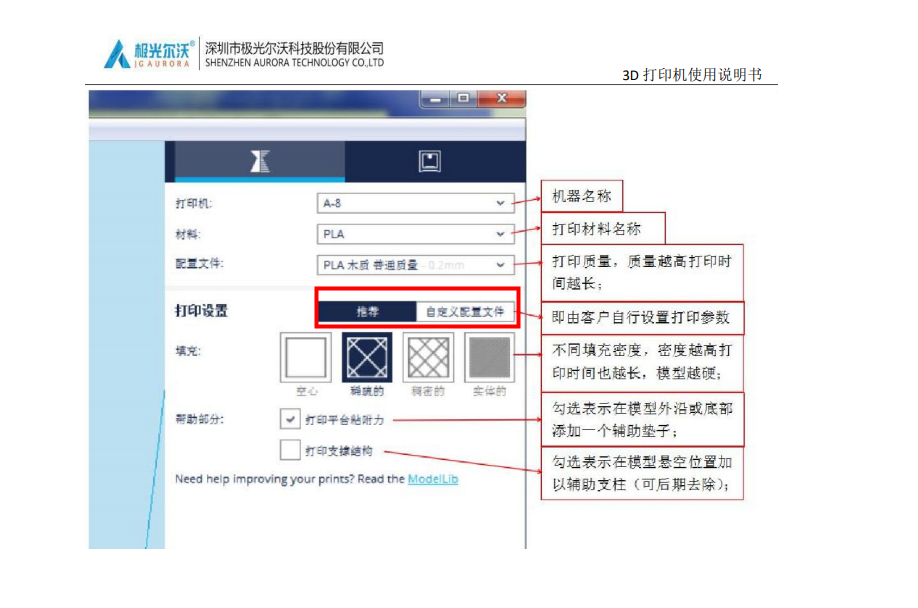 极光尔沃®
JGAURORA
深圳市极光尔沃科技股份有限公司
SHENZHEN AURORA TECHNOLOGY CO.,LTD
3D 打印机使用说明书
打印机:
A-8
机器名称
材料:
PLA
打印材料名称
配置文件:
PLA 木质 普通质量 - 0.2mm
打印质量，质量越高打印时
间越长；
打印设置
推荐
自定义配置文件
即由客户自行设置打印参数
填充:
空心
稀疏的
稠密的
实体的
不同填充密度，密度越高打
印时间也越长，模型越硬；
帮助部分:
打印平台粘附力
勾选表示在模型外沿或底部
添加一个辅助垫子；
打印支撑结构
勾选表示在模型悬空位置加
以辅助支柱（可后期去除）；
Need help improving your prints? Read the ModelLib